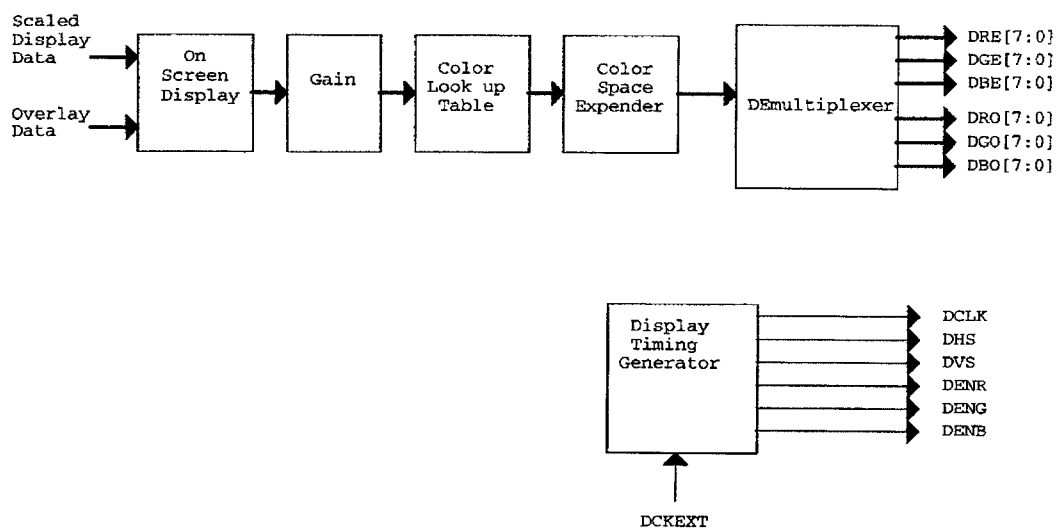 Scaled
Display
Data
Overlay
Data
On
Screen
Display
Gain
Color
Look up
Table
Color
Space
Expender
DEmultiplexer
DRE[7:0]
DGE[7:0]
DBE[7:0]
DRO[7:0]
DGO[7:0]
DBO[7:0]
Display
Timing
Generator
DCLK
DHS
DVS
DENR
DENG
DENB
DCKEXT